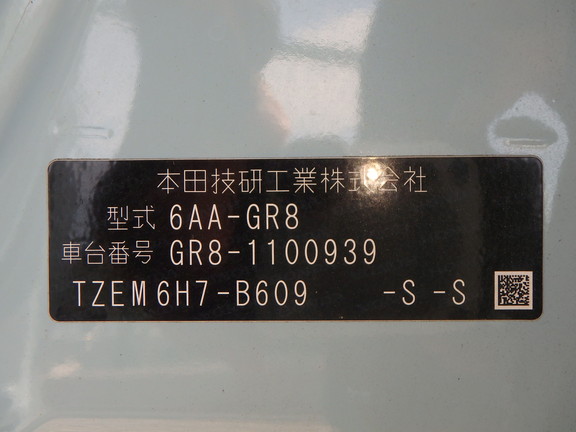 本田技研工業株式会社
型式 6AA-GR8
車台番号 GR8-1100939
TZEM6H7-B609 -S -S